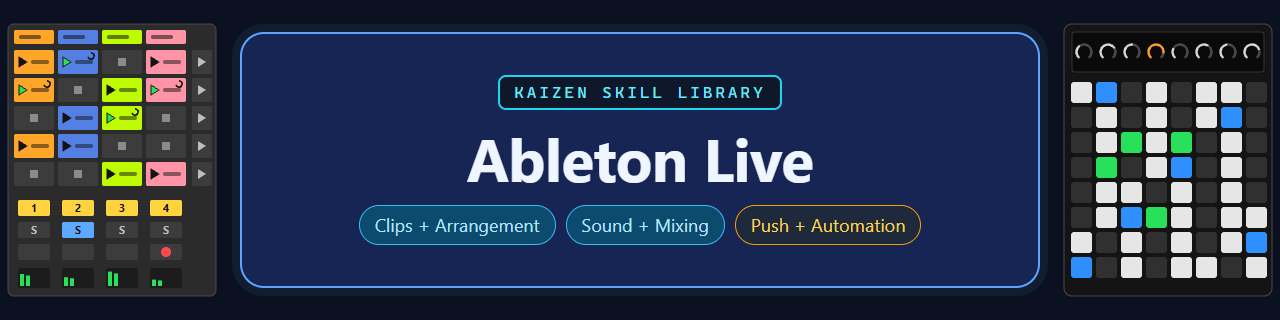 KAIZEN SKILL LIBRARY
Ableton Live
Clips + Arrangement Sound + Mixing Push + Automation
1 2 3 4
S S S S